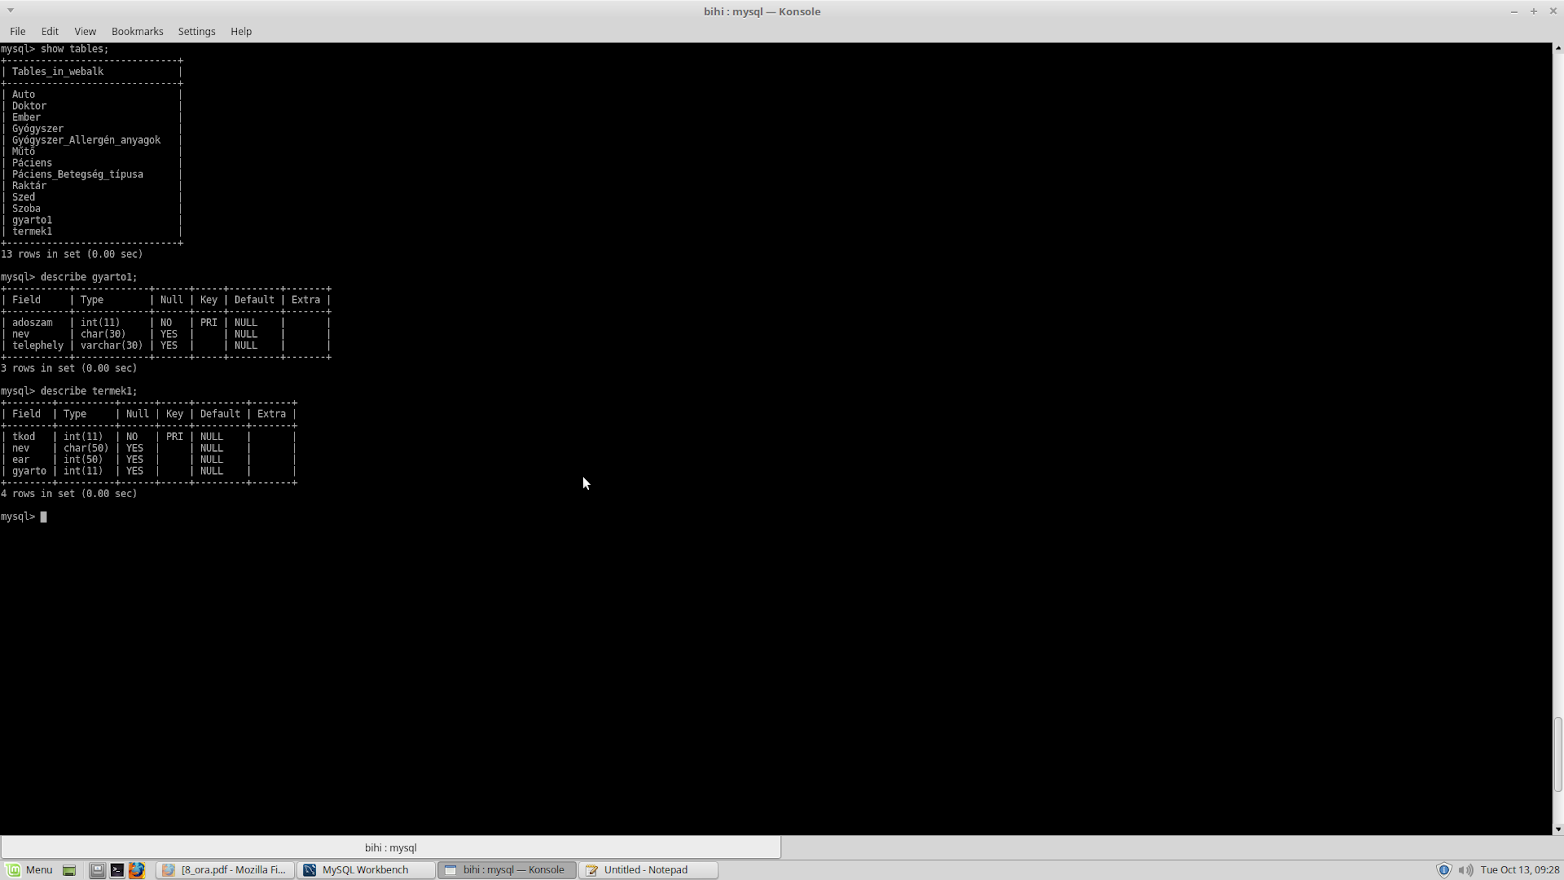 bihi : mysql — Konsole
File Edit View Bookmarks Settings Help
mysql> show tables;
+------------------------------+
| Tables_in_webalk             |
+------------------------------+
| Auto                         |
| Doktor                       |
| Ember                        |
| Gyógyszer                    |
| Gyógyszer_Allergén_anyagok   |
| Műtő                         |
| Páciens                      |
| Páciens_Betegség_típusa      |
| Raktár                       |
| Szed                         |
| Szoba                        |
| gyarto1                      |
| termek1                      |
+------------------------------+
13 rows in set (0.00 sec)
mysql> describe gyarto1;
+-----------+-------------+------+-----+---------+-------+
| Field     | Type        | Null | Key | Default | Extra |
+-----------+-------------+------+-----+---------+-------+
| adoszam   | int(11)     | NO   | PRI | NULL    |       |
| nev       | char(30)    | YES  |     | NULL    |       |
| telephely | varchar(30) | YES  |     | NULL    |       |
+-----------+-------------+------+-----+---------+-------+
3 rows in set (0.00 sec)
mysql> describe termek1;
+--------+----------+------+-----+---------+-------+
| Field  | Type     | Null | Key | Default | Extra |
+--------+----------+------+-----+---------+-------+
| tkod   | int(11)  | NO   | PRI | NULL    |       |
| nev    | char(50) | YES  |     | NULL    |       |
| ear    | int(50)  | YES  |     | NULL    |       |
| gyarto | int(11)  | YES  |     | NULL    |       |
+--------+----------+------+-----+---------+-------+
4 rows in set (0.00 sec)
mysql>
bihi : mysql
Menu [8_ora.pdf - Mozilla Fi... MySQL Workbench bihi : mysql — Konsole Untitled - Notepad Tue Oct 13, 09:28